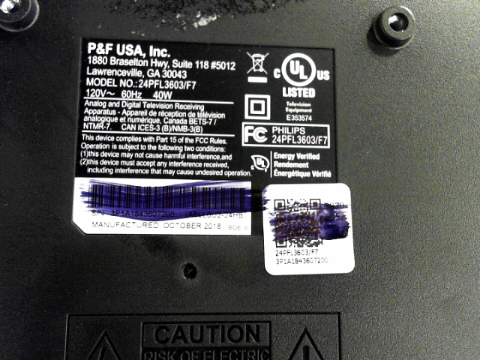 P&F USA, Inc.
1880 Braselton Hwy, Suite 118 #5012
Lawrenceville, GA 30043
MODEL NO.:24PFL3603/F7
120V~ 60Hz 40W
Analog and Digital Television Receiving
Apparatus - Appareil de réception de télévision
analogique et numérique, Canada BETS-7 /
NTMR-7. CAN ICES-3 (B)/NMB-3(B)
This device complies with Part 15 of the FCC Rules.
Operation is subject to the following two conditions:
(1)this device may not cause harmful interference,and
(2)this device must accept any interference received,
including interference that may cause undesired operation.
MANUFACTURED OCTOBER 2018
C UL US
LISTED
Television
E353574
FC PHILIPS
24PFL3603/F7
UL Energy Verified
Rendement
Énergétique Vérifié
24PFL3603/F7
CAUTION
RISK OF ELECTRIC